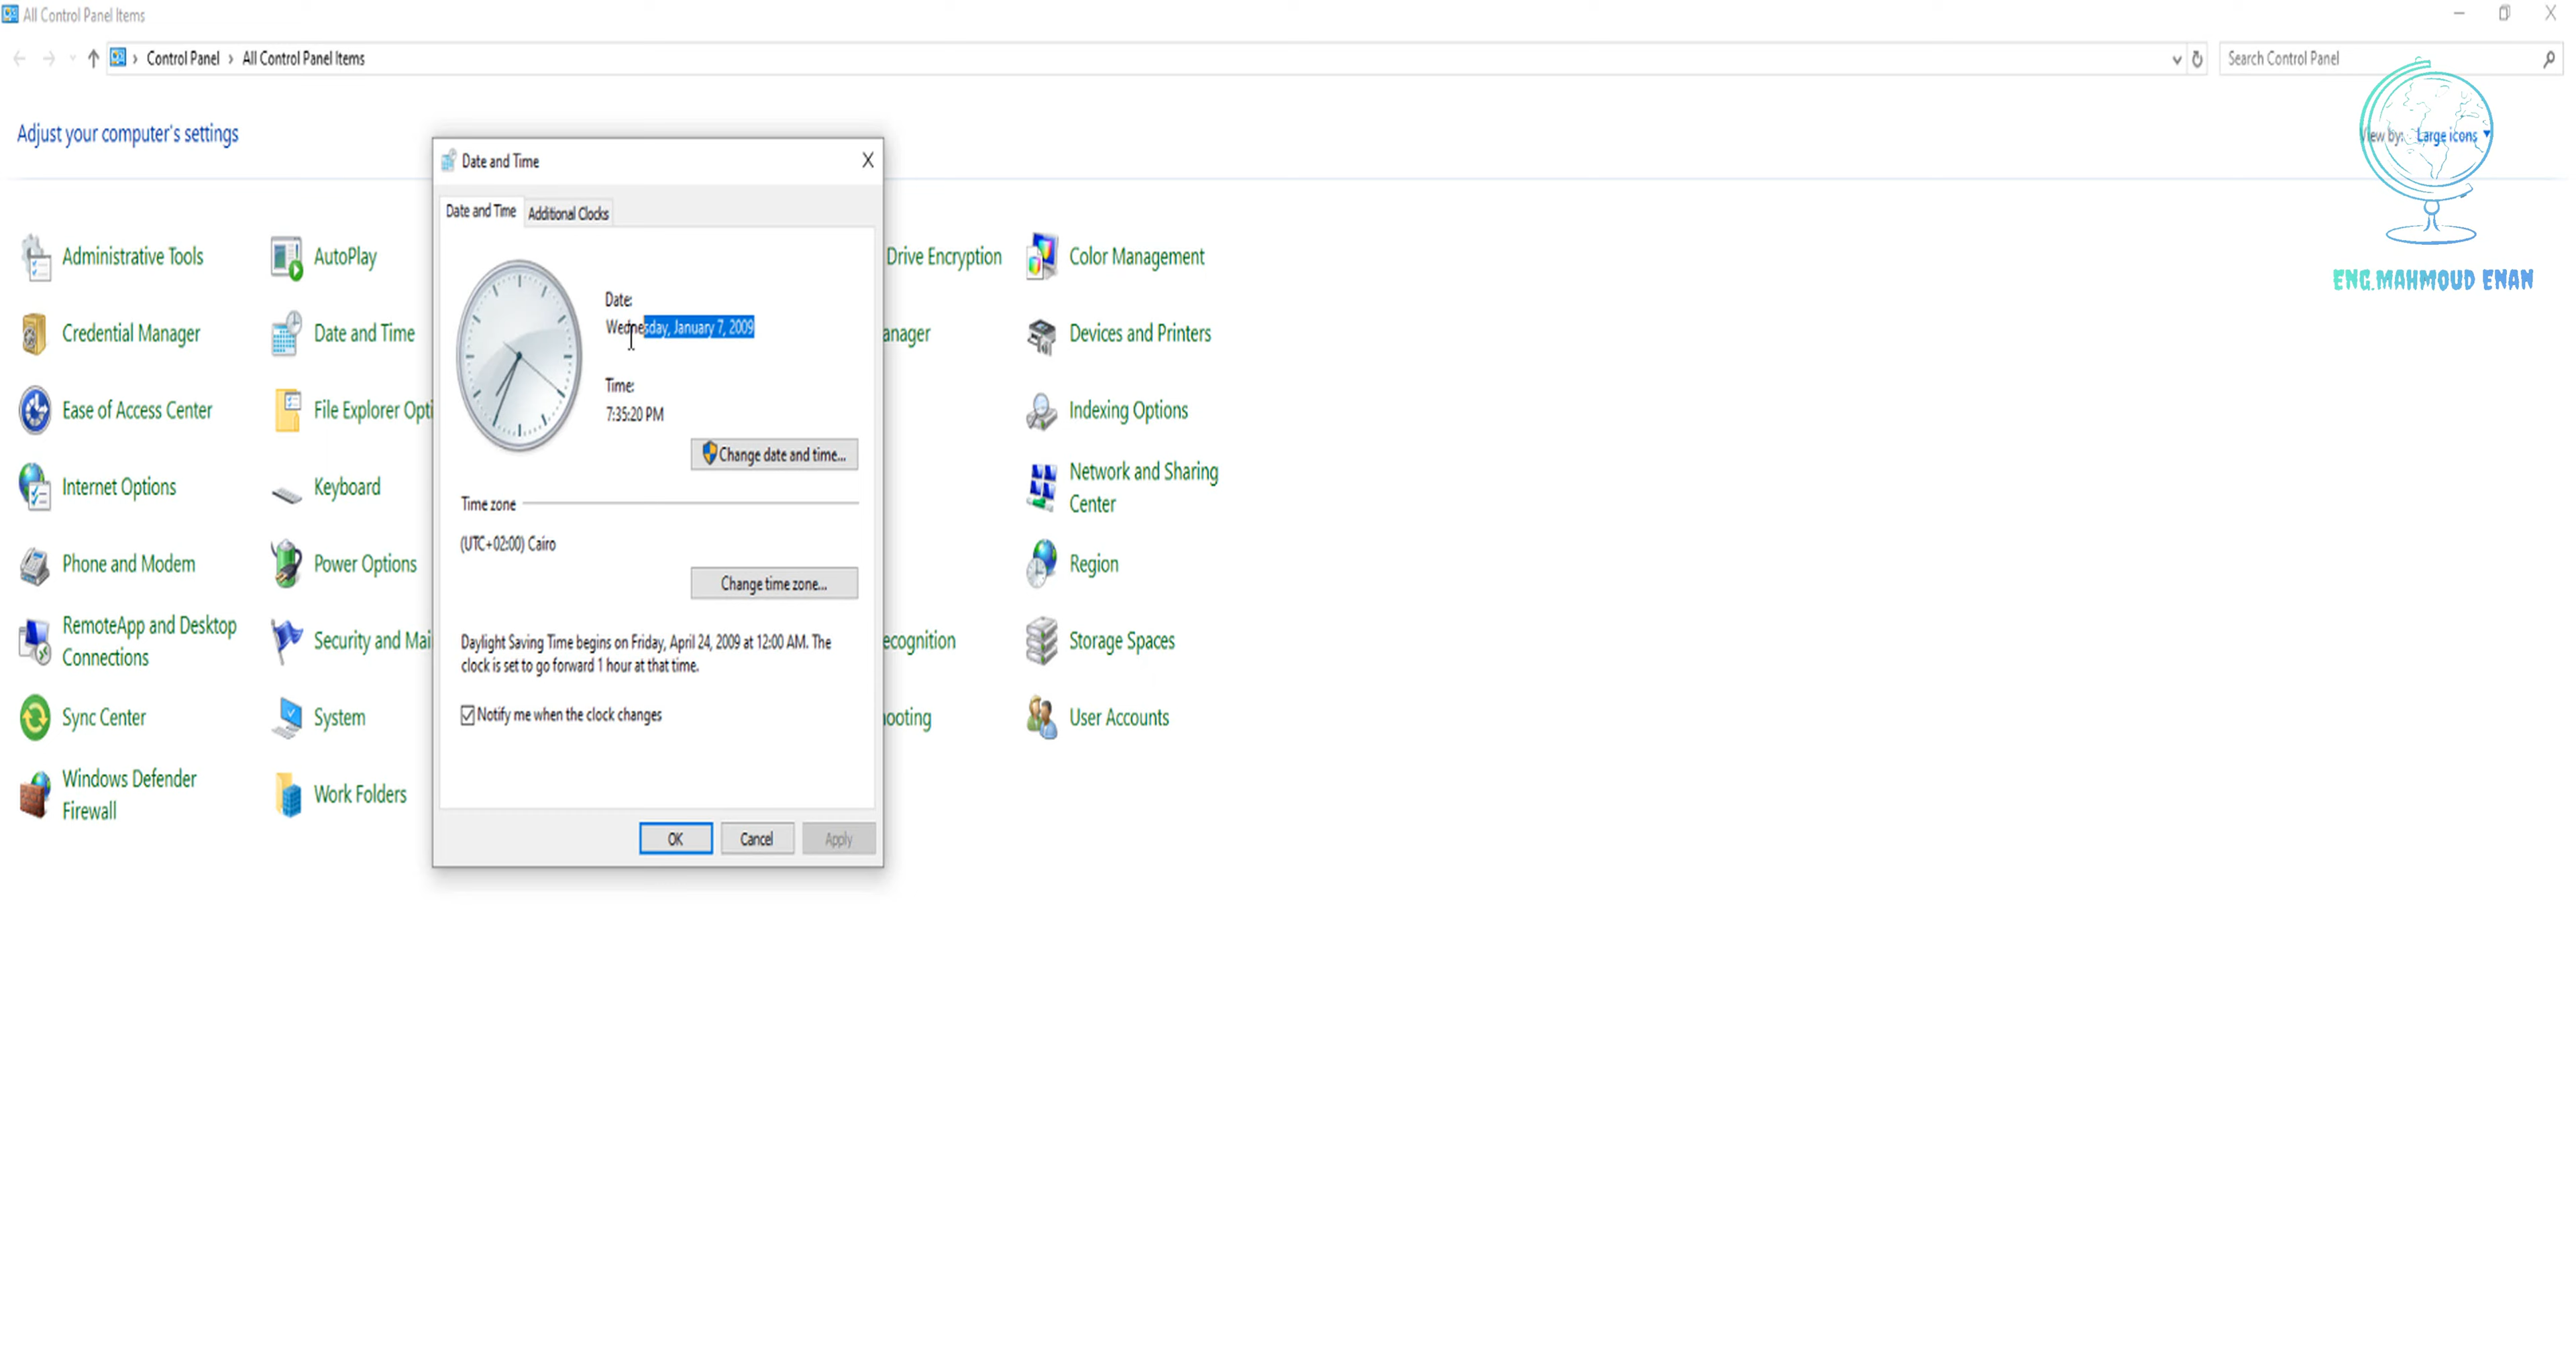 All Control Panel Items
Control Panel › All Control Panel Items
Search Control Panel
Adjust your computer's settings
View by: Large icons
ENG.MAHMOUD ENAN
Date and Time
Date and Time
Additional Clocks
Date:
Wednesday, January 7, 2009
Time:
7:35:20 PM
Change date and time...
Time zone
(UTC+02:00) Cairo
Change time zone...
Daylight Saving Time begins on Friday, April 24, 2009 at 12:00 AM. The
clock is set to go forward 1 hour at that time.
Notify me when the clock changes
OK
Cancel
Apply
Administrative Tools
AutoPlay
Drive Encryption
Color Management
Credential Manager
Date and Time
anager
Devices and Printers
Ease of Access Center
File Explorer Opti
Indexing Options
Internet Options
Keyboard
Network and Sharing
Center
Phone and Modem
Power Options
Region
RemoteApp and Desktop
Connections
Security and Mai
ecognition
Storage Spaces
Sync Center
System
ooting
User Accounts
Windows Defender
Firewall
Work Folders